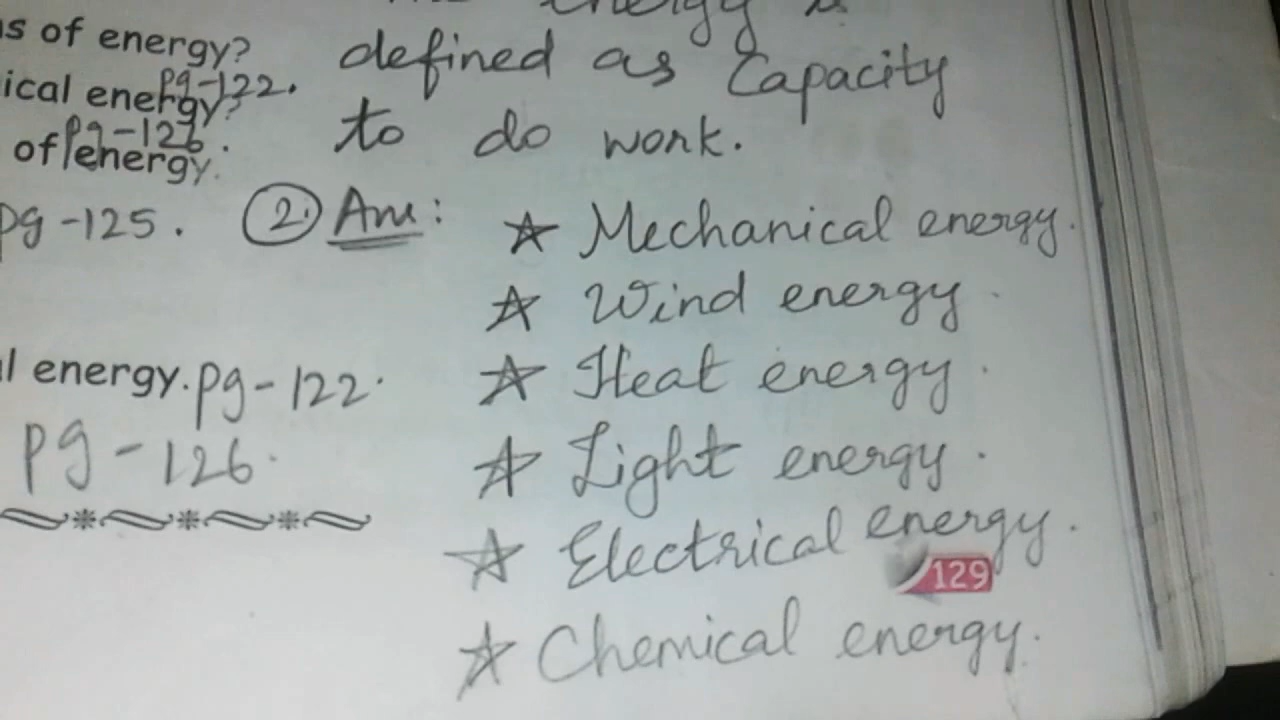 energy is
s of energy?
defined as Capacity
ical energy? pg-122.
to do work.
of energy. pg-126.
pg-125.
2. Ans:
☆ Mechanical energy.
☆ Wind energy.
l energy. pg-122.
☆ Heat energy.
pg-126.
☆ Light energy.
☆ Electrical energy.
129
☆ Chemical energy.